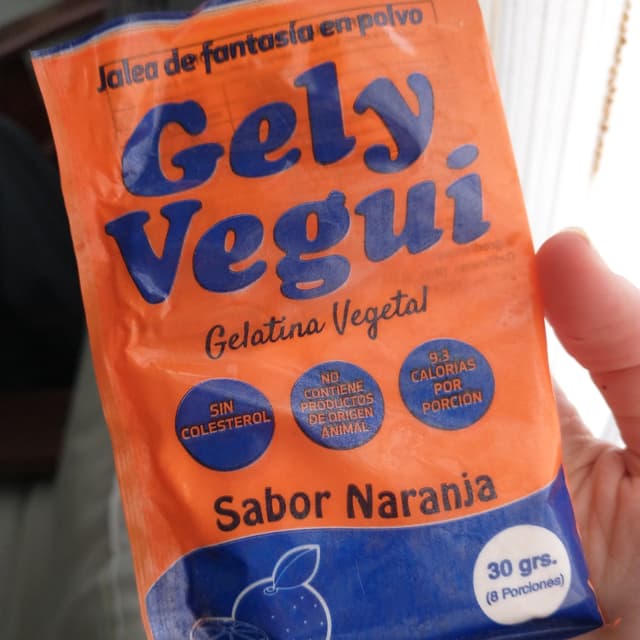 Jalea de fantasía en polvo
Gely
Vegui
Gelatina Vegetal
SIN
COLESTEROL
NO
CONTIENE
PRODUCTOS
DE ORIGEN
ANIMAL
9.3
CALORIAS
POR
PORCIÓN
Sabor Naranja
30 grs.
(8 Porciones)